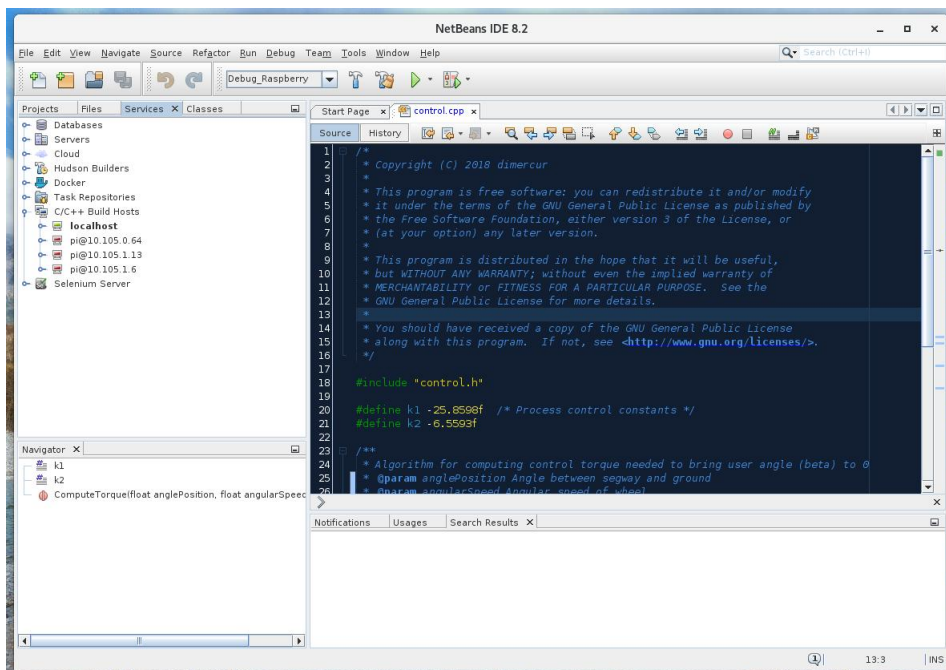 NetBeans IDE 8.2
File Edit View Navigate Source Refactor Run Debug Team Tools Window Help
Search (Ctrl+I)
Debug_Raspberry
Projects Files Services Classes
Databases
Servers
Cloud
Hudson Builders
Docker
Task Repositories
C/C++ Build Hosts
localhost
pi@10.105.0.64
pi@10.105.1.13
pi@10.105.1.6
Selenium Server
Navigator
k1
k2
ComputeTorque(float anglePosition, float angularSpeed
Start Page control.cpp
Source History
1 /*
2 * Copyright (C) 2018 dimercur
3 *
4 * This program is free software: you can redistribute it and/or modify
5 * it under the terms of the GNU General Public License as published by
6 * the Free Software Foundation, either version 3 of the License, or
7 * (at your option) any later version.
8 *
9 * This program is distributed in the hope that it will be useful,
10 * but WITHOUT ANY WARRANTY; without even the implied warranty of
11 * MERCHANTABILITY or FITNESS FOR A PARTICULAR PURPOSE.  See the
12 * GNU General Public License for more details.
13 *
14 * You should have received a copy of the GNU General Public License
15 * along with this program.  If not, see <http://www.gnu.org/licenses/>.
16 */
17
18 #include "control.h"
19
20 #define k1 -25.8598f  /* Process control constants */
21 #define k2 -6.5593f
22
23 /**
24 * Algorithm for computing control torque needed to bring user angle (beta) to 0
25 * @param anglePosition Angle between segway and ground
26 * @param angularSpeed Angular speed of wheel
Notifications Usages Search Results
1 13:3 INS